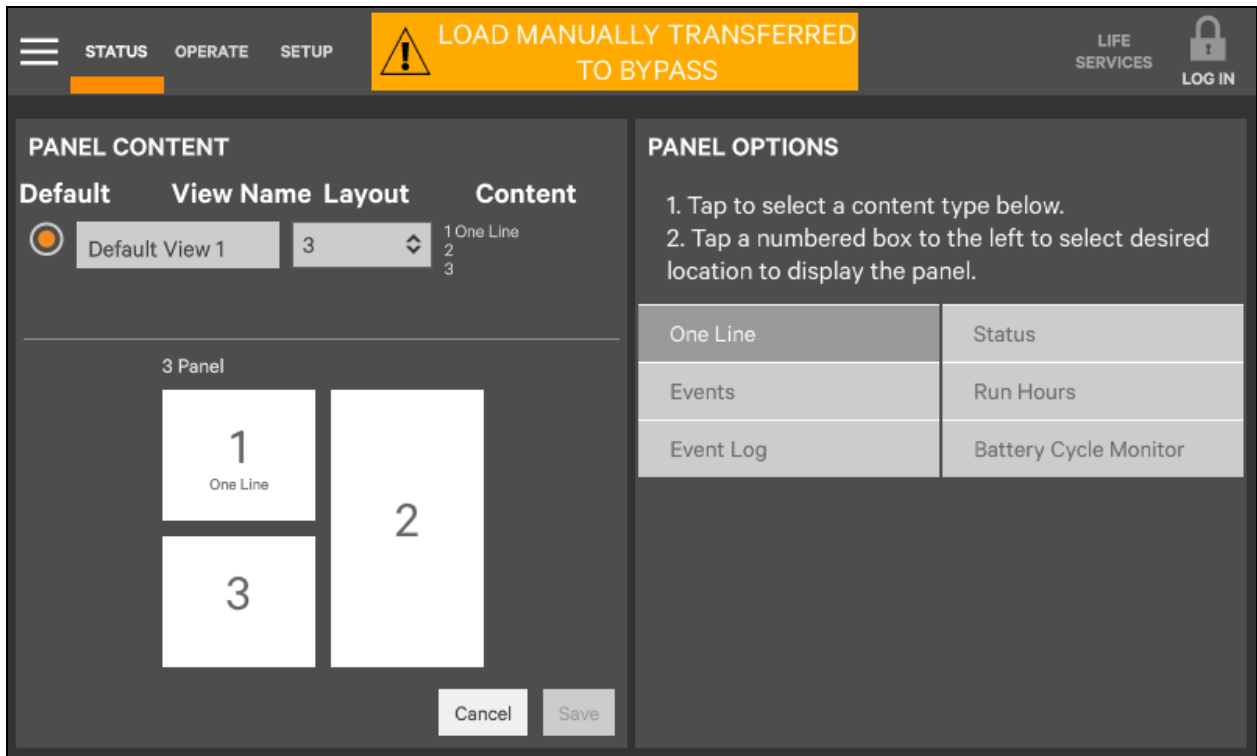 STATUS OPERATE SETUP
LOAD MANUALLY TRANSFERRED
TO BYPASS
LIFE
SERVICES
LOG IN
PANEL CONTENT
Default View Name Layout Content
Default View 1 3
1 One Line
2
3
3 Panel
1
One Line
2
3
Cancel Save
PANEL OPTIONS
1. Tap to select a content type below.
2. Tap a numbered box to the left to select desired
location to display the panel.
One Line Status
Events Run Hours
Event Log Battery Cycle Monitor